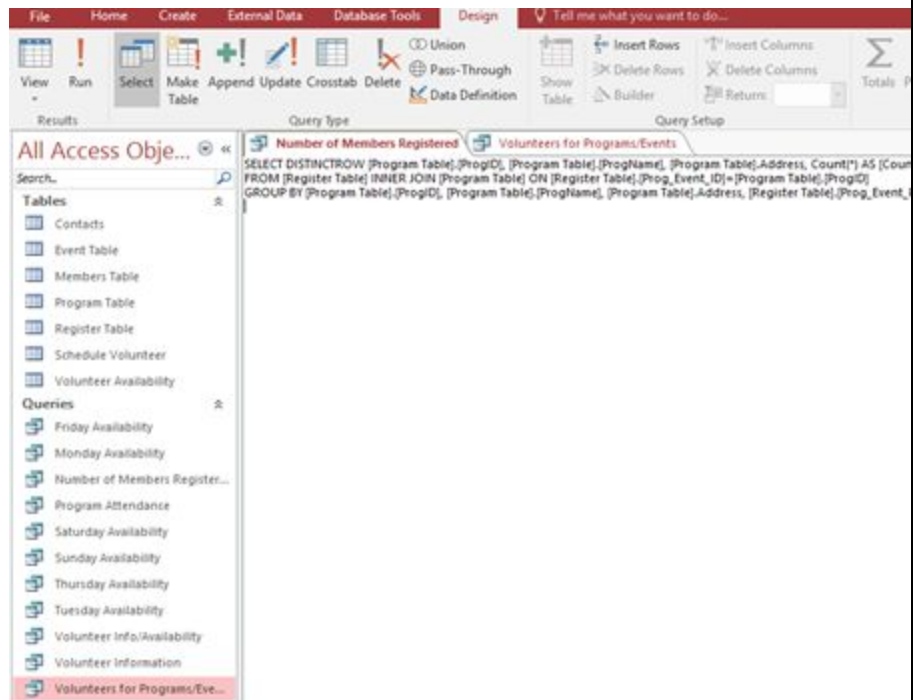 File Home Create External Data Database Tools Design Tell me what you want to do...
View Run Select Make Table Append Update Crosstab Delete
Union
Pass-Through
Data Definition
Show Table
Insert Rows
Delete Rows
Builder
Insert Columns
Delete Columns
Return:
Totals P
Results Query Type Query Setup
All Access Obje...
Search...
Tables
Contacts
Event Table
Members Table
Program Table
Register Table
Schedule Volunteer
Volunteer Availability
Queries
Friday Availability
Monday Availability
Number of Members Register...
Program Attendance
Saturday Availability
Sunday Availability
Thursday Availability
Tuesday Availability
Volunteer Info/Availability
Volunteer Information
Volunteers for Programs/Eve...
Number of Members Registered Volunteers for Programs/Events
SELECT DISTINCTROW [Program Table].[ProgID], [Program Table].[ProgName], [Program Table].Address, Count(*) AS [Coun
FROM [Register Table] INNER JOIN [Program Table] ON [Register Table].[Prog_Event_ID]=[Program Table].[ProgID]
GROUP BY [Program Table].[ProgID], [Program Table].[ProgName], [Program Table].Address, [Register Table].[Prog_Event_